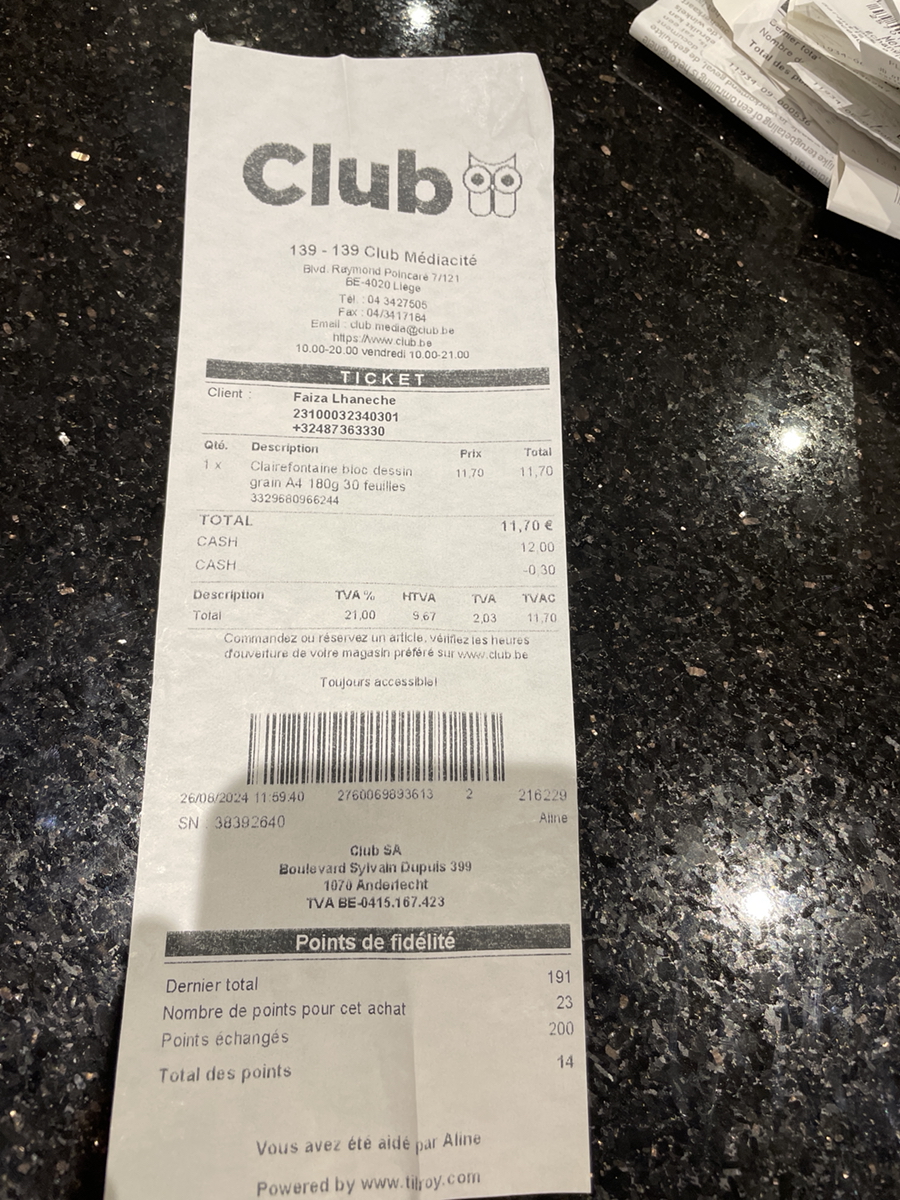 Club
139 - 139 Club Médiacité
Blvd. Raymond Poincaré 7/121
BE-4020 Liege
Tél. : 04 3427505
Fax : 04/3417184
Email : club.media@club.be
https://www.club.be
10.00-20.00 vendredi 10.00-21.00
TICKET
Client : Faiza Lhaneche
23100032340301
+32487363330
Qté. Description Prix Total
1 x Clairefontaine bloc dessin 11,70 11,70
grain A4 180g 30 feuilles
3329680966244
TOTAL 11,70 €
CASH 12,00
CASH -0,30
Description TVA % HTVA TVA TVAC
Total 21,00 9,67 2,03 11,70
Commandez ou réservez un article, vérifiez les heures
d'ouverture de votre magasin préféré sur www.club.be
Toujours accessible!
26/08/2024 11:59:40 2760069893613 2 216229
SN : 38392640 Aline
Club SA
Boulevard Sylvain Dupuis 399
1070 Anderlecht
TVA BE-0415.167.423
Points de fidélité
Dernier total 191
Nombre de points pour cet achat 23
Points échangés 200
Total des points 14
Vous avez été aidé par Aline
Powered by www.tilroy.com
Dernier total
Nombre d
Total des p